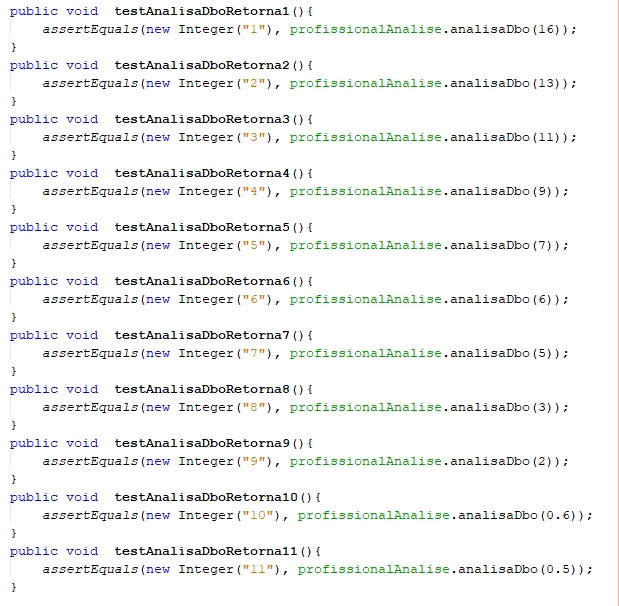 public void  testAnalisaDboRetorna1(){
    assertEquals(new Integer("1"), profissionalAnalise.analisaDbo(16));
}
public void  testAnalisaDboRetorna2(){
    assertEquals(new Integer("2"), profissionalAnalise.analisaDbo(13));
}
public void  testAnalisaDboRetorna3(){
    assertEquals(new Integer("3"), profissionalAnalise.analisaDbo(11));
}
public void  testAnalisaDboRetorna4(){
    assertEquals(new Integer("4"), profissionalAnalise.analisaDbo(9));
}
public void  testAnalisaDboRetorna5(){
    assertEquals(new Integer("5"), profissionalAnalise.analisaDbo(7));
}
public void  testAnalisaDboRetorna6(){
    assertEquals(new Integer("6"), profissionalAnalise.analisaDbo(6));
}
public void  testAnalisaDboRetorna7(){
    assertEquals(new Integer("7"), profissionalAnalise.analisaDbo(5));
}
public void  testAnalisaDboRetorna8(){
    assertEquals(new Integer("8"), profissionalAnalise.analisaDbo(3));
}
public void  testAnalisaDboRetorna9(){
    assertEquals(new Integer("9"), profissionalAnalise.analisaDbo(2));
}
public void  testAnalisaDboRetorna10(){
    assertEquals(new Integer("10"), profissionalAnalise.analisaDbo(0.6));
}
public void  testAnalisaDboRetorna11(){
    assertEquals(new Integer("11"), profissionalAnalise.analisaDbo(0.5));
}